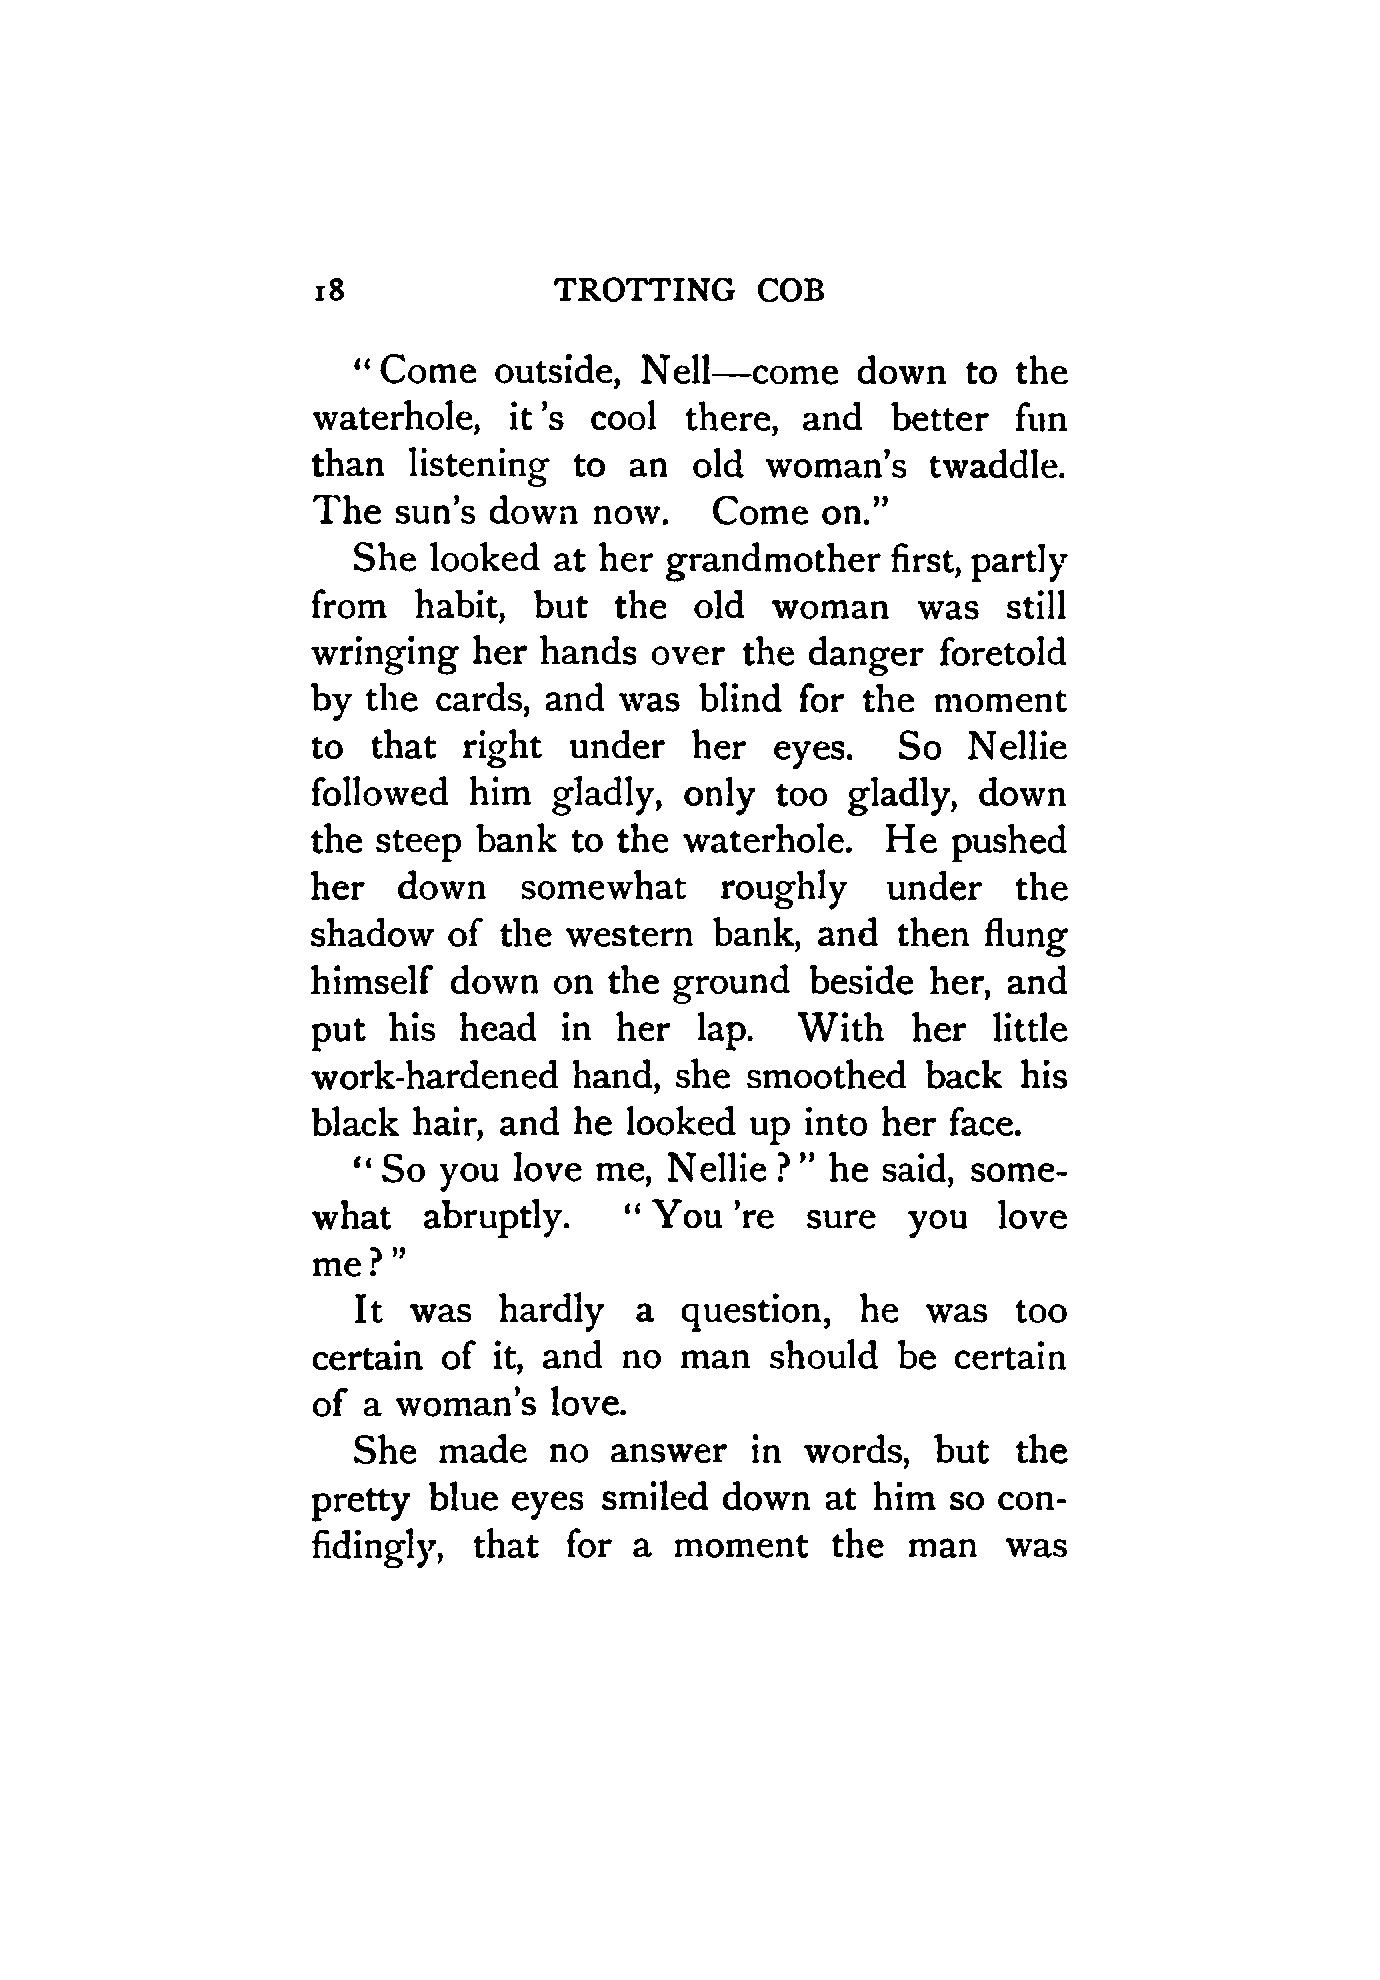 18 TROTTING COB
“Come outside, Nell—come down to the
waterhole, it's cool there, and better fun
than listening to an old woman's twaddle.
The sun's down now. Come on.”
She looked at her grandmother first, partly
from habit, but the old woman was still
wringing her hands over the danger foretold
by the cards, and was blind for the moment
to that right under her eyes. So Nellie
followed him gladly, only too gladly, down
the steep bank to the waterhole. He pushed
her down somewhat roughly under the
shadow of the western bank, and then flung
himself down on the ground beside her, and
put his head in her lap. With her little
work-hardened hand, she smoothed back his
black hair, and he looked up into her face.
“So you love me, Nellie?” he said, some-
what abruptly. “You 're sure you love
me?”
It was hardly a question, he was too
certain of it, and no man should be certain
of a woman's love.
She made no answer in words, but the
pretty blue eyes smiled down at him so con-
fidingly, that for a moment the man was